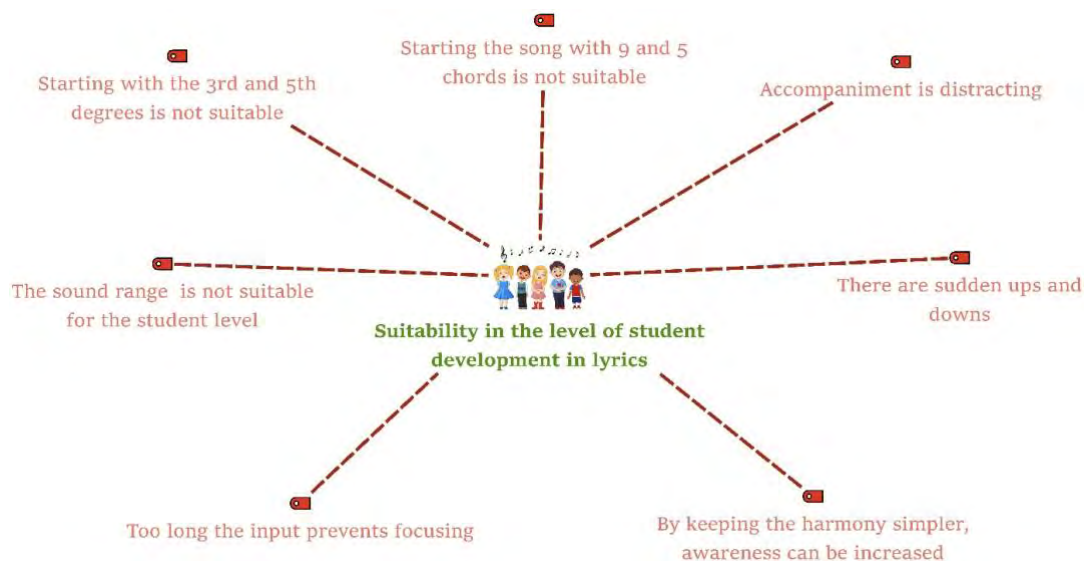 Starting the song with 9 and 5
chords is not suitable
Starting with the 3rd and 5th
degrees is not suitable
Accompaniment is distracting
The sound range is not suitable
for the student level
There are sudden ups and
downs
Suitability in the level of student
development in lyrics
Too long the input prevents focusing
By keeping the harmony simpler,
awareness can be increased